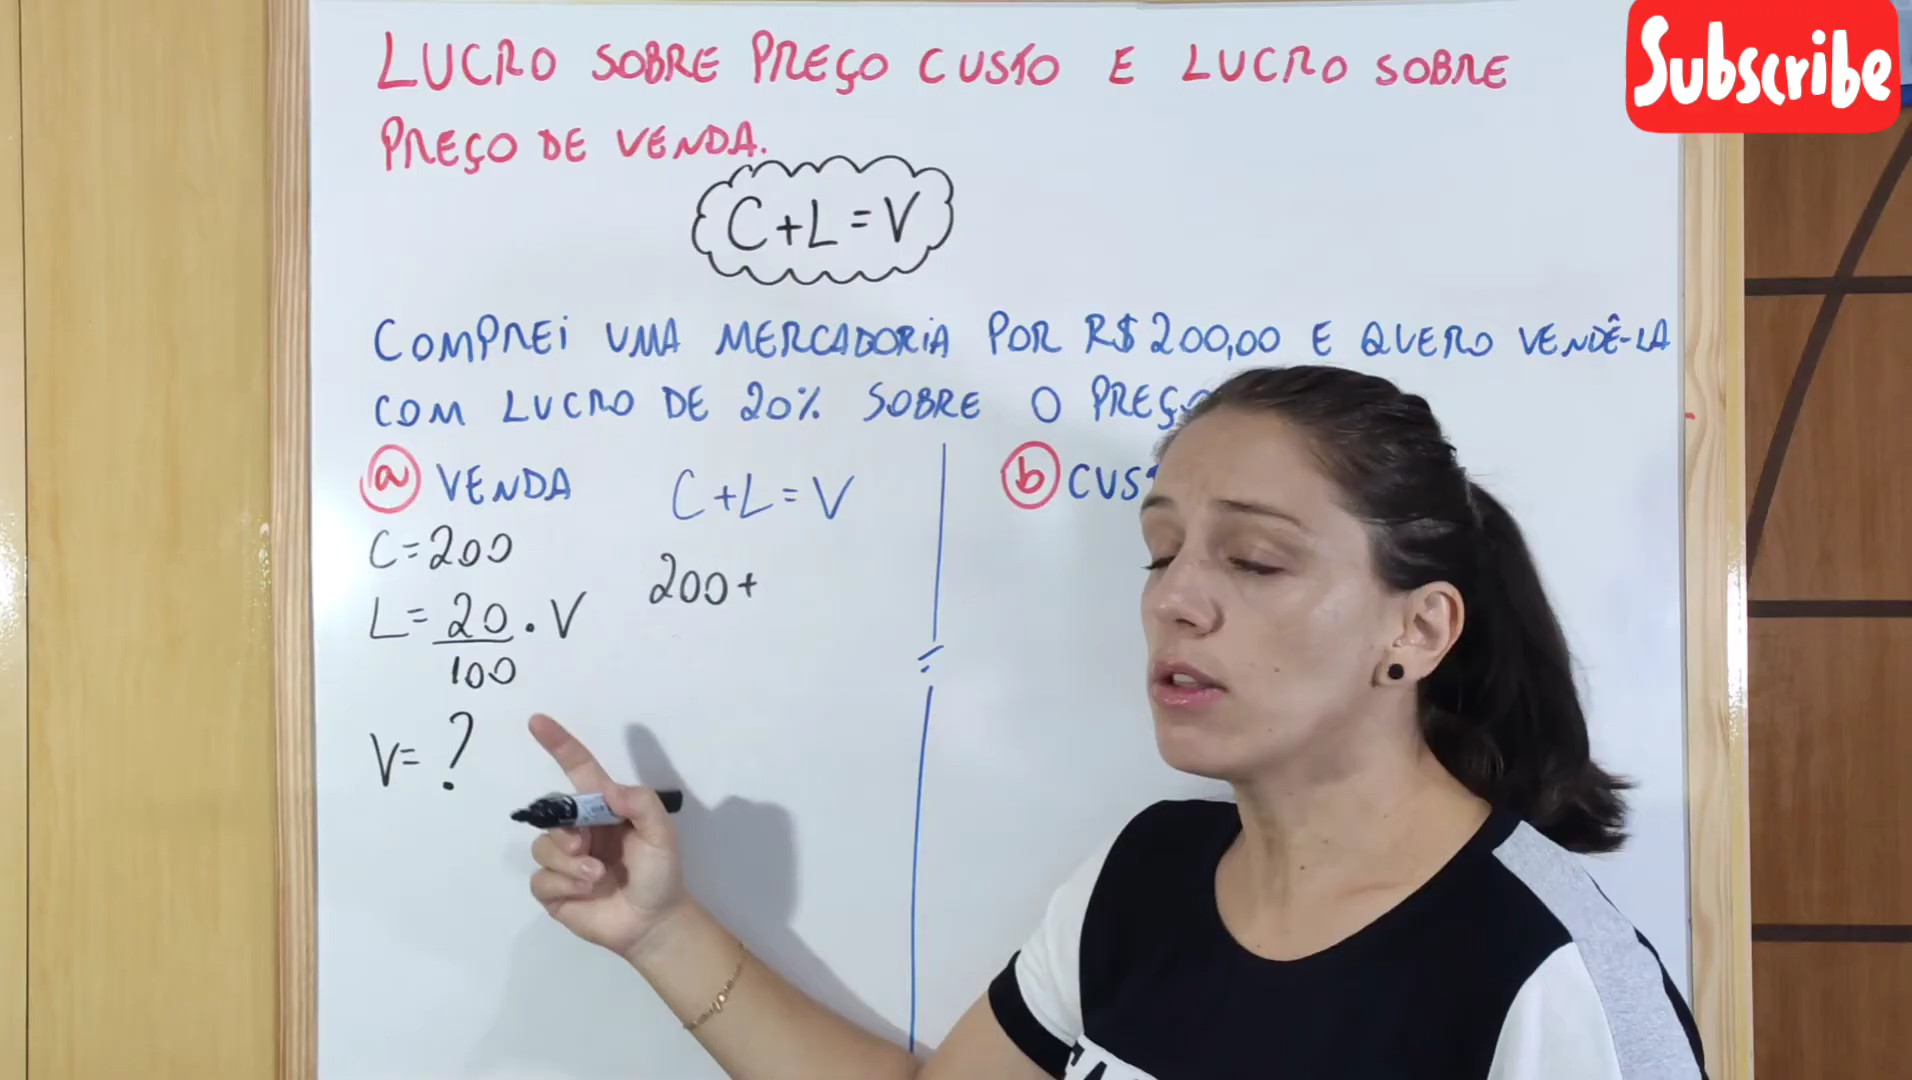 LUCRO SOBRE PREÇO CUSTO E LUCRO SOBRE
PREÇO DE VENDA.
C+L=V
COMPREI UMA MERCADORIA POR R$200,00 E QUERO VENDÊ-LA
COM LUCRO DE 20% SOBRE O
a VENDA
C+L=V
C=200
200+
L=20/100 . V
V=?
b
Subscribe